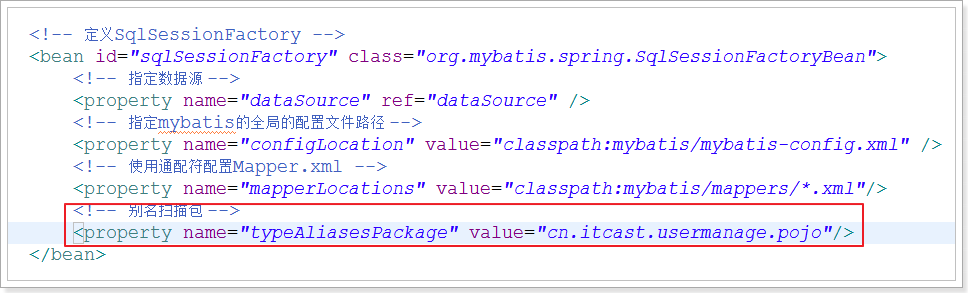 <!-- 定义SqlSessionFactory -->
<bean id="sqlSessionFactory" class="org.mybatis.spring.SqlSessionFactoryBean">
<!-- 指定数据源 -->
<property name="dataSource" ref="dataSource" />
<!-- 指定mybatis的全局的配置文件路径 -->
<property name="configLocation" value="classpath:mybatis/mybatis-config.xml" />
<!-- 使用通配符配置Mapper.xml -->
<property name="mapperLocations" value="classpath:mybatis/mappers/*.xml"/>
<!-- 别名扫描包 -->
<property name="typeAliasesPackage" value="cn.itcast.usermanage.pojo"/>
</bean>